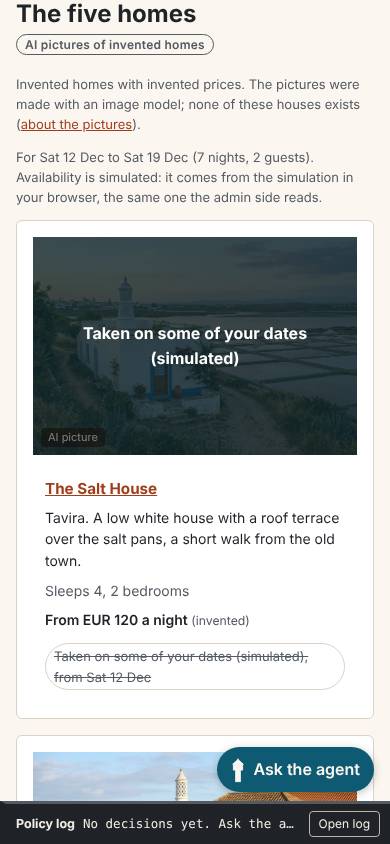 The five homes
AI pictures of invented homes
Invented homes with invented prices. The pictures were
made with an image model; none of these houses exists
(about the pictures).
For Sat 12 Dec to Sat 19 Dec (7 nights, 2 guests).
Availability is simulated: it comes from the simulation in
your browser, the same one the admin side reads.
Taken on some of your dates
(simulated)
AI picture
The Salt House
Tavira. A low white house with a roof terrace
over the salt pans, a short walk from the old
town.
Sleeps 4, 2 bedrooms
From EUR 120 a night (invented)
Taken on some of your dates (simulated),
from Sat 12 Dec
Ask the agent
Policy log No decisions yet. Ask the a… Open log